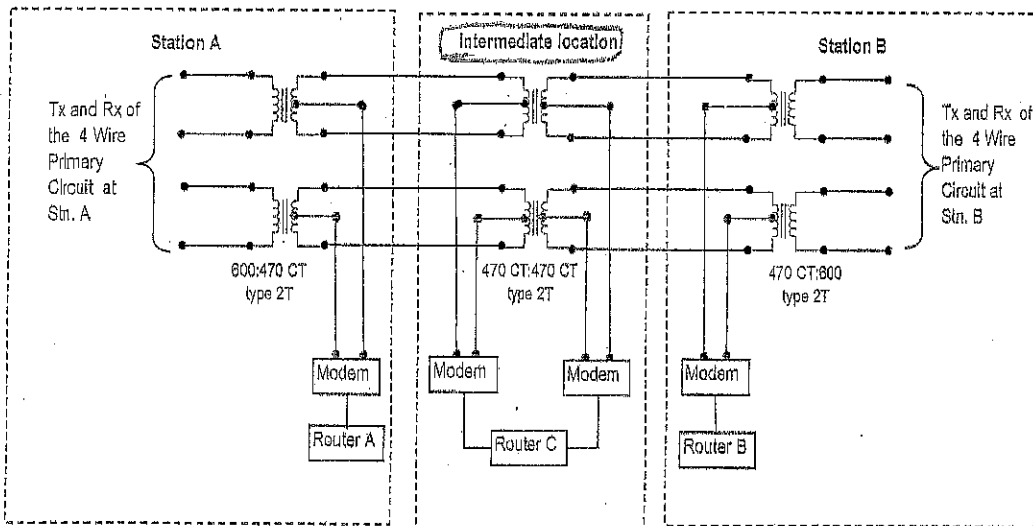 Station A
Intermediate location
Station B
Tx and Rx of
the 4 Wire
Primary
Circuit at
Stn. A
Tx and Rx of
the 4 Wire
Primary
Circuit at
Stn. B
600:470 CT
type 2T
470 CT:470 CT
type 2T
470 CT:600
type 2T
Modem
Modem
Modem
Modem
Router A
Router C
Router B